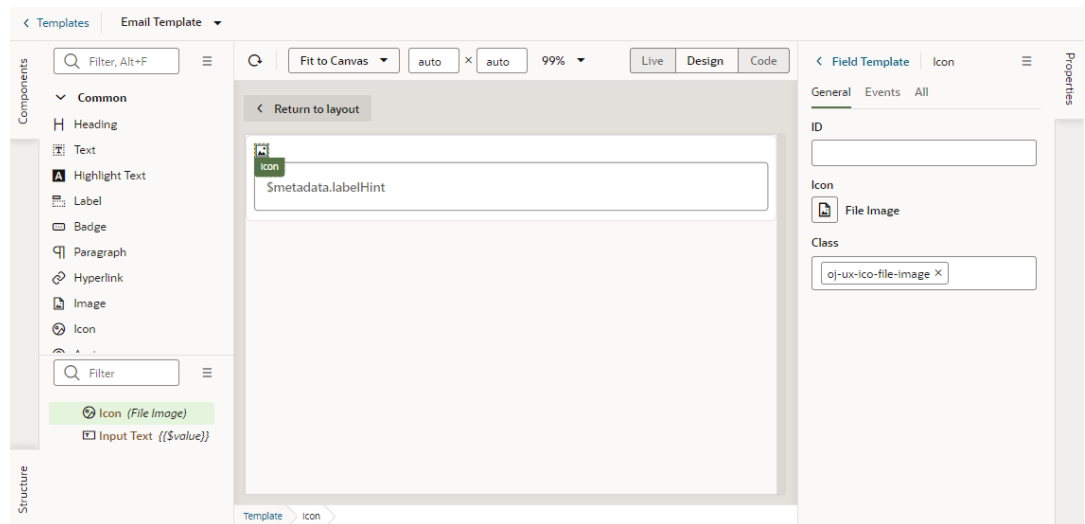 Templates
Email Template
Components
Filter, Alt+F
Common
Heading
Text
Highlight Text
Label
Badge
Paragraph
Hyperlink
Image
Icon
Filter
Icon (File Image)
Input Text {{$value}}
Structure
Fit to Canvas
auto × auto
99%
Live Design Code
Return to layout
Icon
$metadata.labelHint
Template Icon
Field Template Icon
General Events All
ID
Icon
File Image
Class
oj-ux-ico-file-image ×
Properties